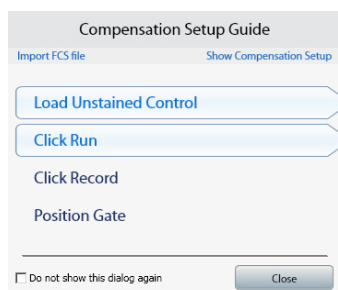 Compensation Setup Guide
Import FCS file Show Compensation Setup
Load Unstained Control
Click Run
Click Record
Position Gate
Do not show this dialog again Close